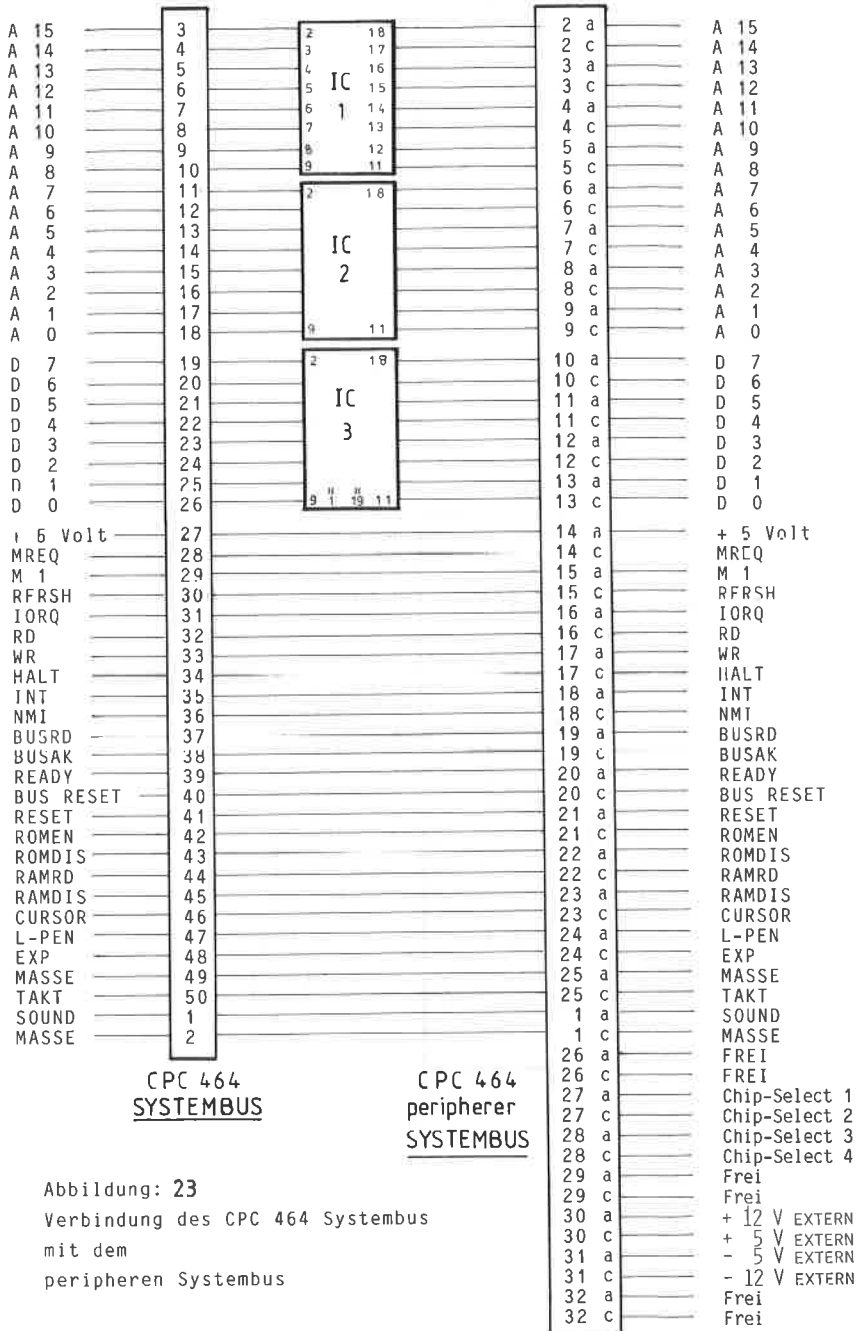 A 15 3 2 18 2 a A 15
A 14 4 3 17 2 c A 14
A 13 5 4 16 3 a A 13
A 12 6 5 IC 15 3 c A 12
A 11 7 6 1 14 4 a A 11
A 10 8 7 13 4 c A 10
A 9 9 8 12 5 a A 9
A 8 10 9 11 5 c A 8
A 7 11 2 18 6 a A 7
A 6 12 6 c A 6
A 5 13 7 a A 5
A 4 14 IC 7 c A 4
A 3 15 2 8 a A 3
A 2 16 8 c A 2
A 1 17 9 a A 1
A 0 18 9 11 9 c A 0
D 7 19 2 18 10 a D 7
D 6 20 10 c D 6
D 5 21 IC 11 a D 5
D 4 22 11 c D 4
D 3 23 3 12 a D 3
D 2 24 12 c D 2
D 1 25 13 a D 1
D 0 26 9 1 19 11 13 c D 0
Volt 27 14 a + 5 Volt
MREQ 28 14 c MREQ
M 1 29 15 a M 1
RFRSH 30 15 c RFRSH
IORQ 31 16 a IORQ
RD 32 16 c RD
WR 33 17 a WR
HALT 34 17 c HALT
INT 35 18 a INT
NMI 36 18 c NMI
BUSRD 37 19 a BUSRD
BUSAK 38 19 c BUSAK
READY 39 20 a READY
BUS RESET 40 20 c BUS RESET
RESET 41 21 a RESET
ROMEN 42 21 c ROMEN
ROMDIS 43 22 a ROMDIS
RAMRD 44 22 c RAMRD
RAMDIS 45 23 a RAMDIS
CURSOR 46 23 c CURSOR
L-PEN 47 24 a L-PEN
EXP 48 24 c EXP
MASSE 49 25 a MASSE
TAKT 50 25 c TAKT
SOUND 1 1 a SOUND
MASSE 2 1 c MASSE
26 a FREI
26 c FREI
27 a Chip-Select 1
27 c Chip-Select 2
28 a Chip-Select 3
28 c Chip-Select 4
29 a Frei
29 c Frei
30 a + 12 V EXTERN
30 c + 5 V EXTERN
31 a - 5 V EXTERN
31 c - 12 V EXTERN
32 a Frei
32 c Frei
CPC 464
SYSTEMBUS
CPC 464
peripherer
SYSTEMBUS
Abbildung: 23
Verbindung des CPC 464 Systembus
mit dem
peripheren Systembus